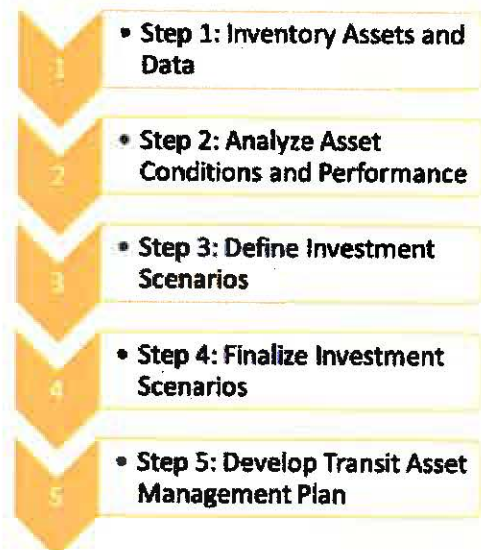 1
• Step 1: Inventory Assets and
Data
2
• Step 2: Analyze Asset
Conditions and Performance
3
• Step 3: Define Investment
Scenarios
4
• Step 4: Finalize Investment
Scenarios
5
• Step 5: Develop Transit Asset
Management Plan